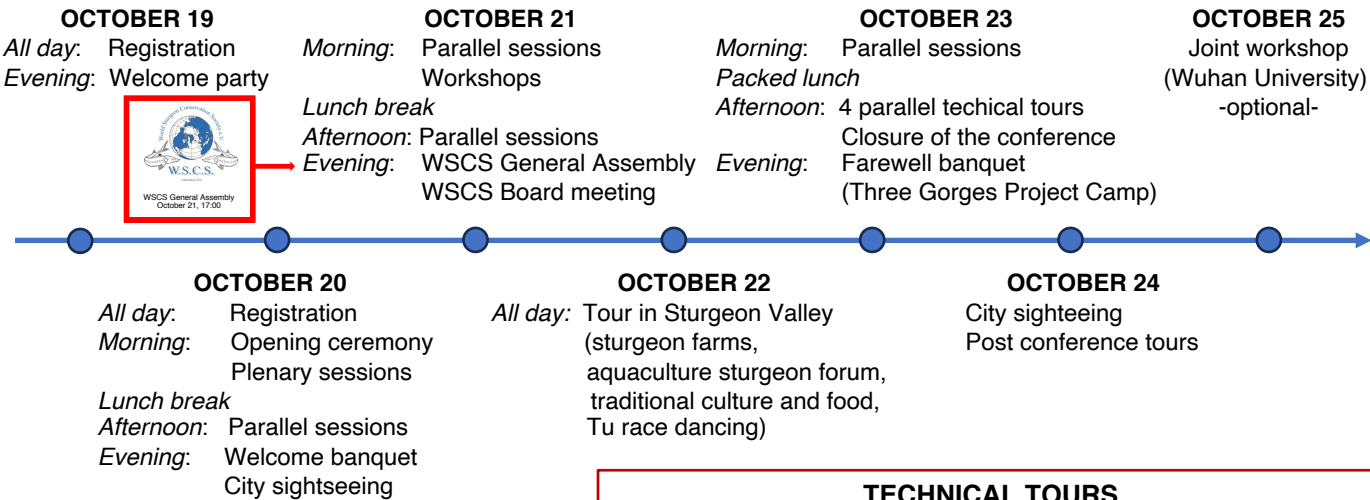 OCTOBER 19
All day: Registration
Evening: Welcome party
World Sturgeon Conservation Society e.V.
W.S.C.S.
WSCS General Assembly
October 21, 17:00
OCTOBER 21
Morning: Parallel sessions
Workshops
Lunch break
Afternoon: Parallel sessions
Evening: WSCS General Assembly
WSCS Board meeting
OCTOBER 23
Morning: Parallel sessions
Packed lunch
Afternoon: 4 parallel techical tours
Closure of the conference
Evening: Farewell banquet
(Three Gorges Project Camp)
OCTOBER 25
Joint workshop
(Wuhan University)
-optional-
OCTOBER 20
All day: Registration
Morning: Opening ceremony
Plenary sessions
Lunch break
Afternoon: Parallel sessions
Evening: Welcome banquet
City sightseeing
OCTOBER 22
All day: Tour in Sturgeon Valley
(sturgeon farms,
aquaculture sturgeon forum,
traditional culture and food,
Tu race dancing)
OCTOBER 24
City sighteeing
Post conference tours
TECHNICAL TOURS